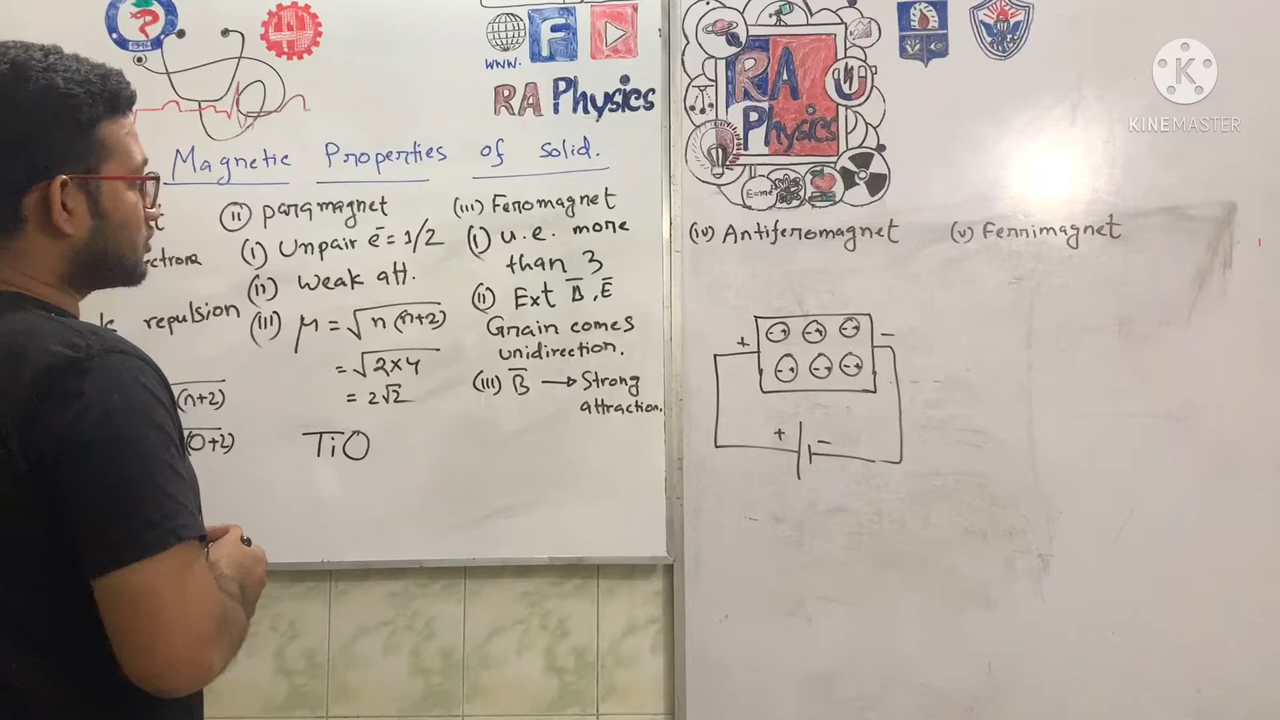 WWW.
F
RA Physics
RA
Physics
KINEMASTER
K
Magnetic Properties of solid.
(ii) paramagnet
(i) Unpair e̅ = 1/2
(ii) weak att.
(iii) μ = √n(n+2)
= √2×4
= 2√2
TiO
repulsion
(n+2)
(0+2)
(iii) Feromagnet
(i) u.e. more
than 3
(ii) Ext B̅, E̅
Grain comes
unidirection.
(iii) B̅ → Strong
attraction.
(iv) Antiferomagnet
(v) Ferrimagnet
+ −
+ −